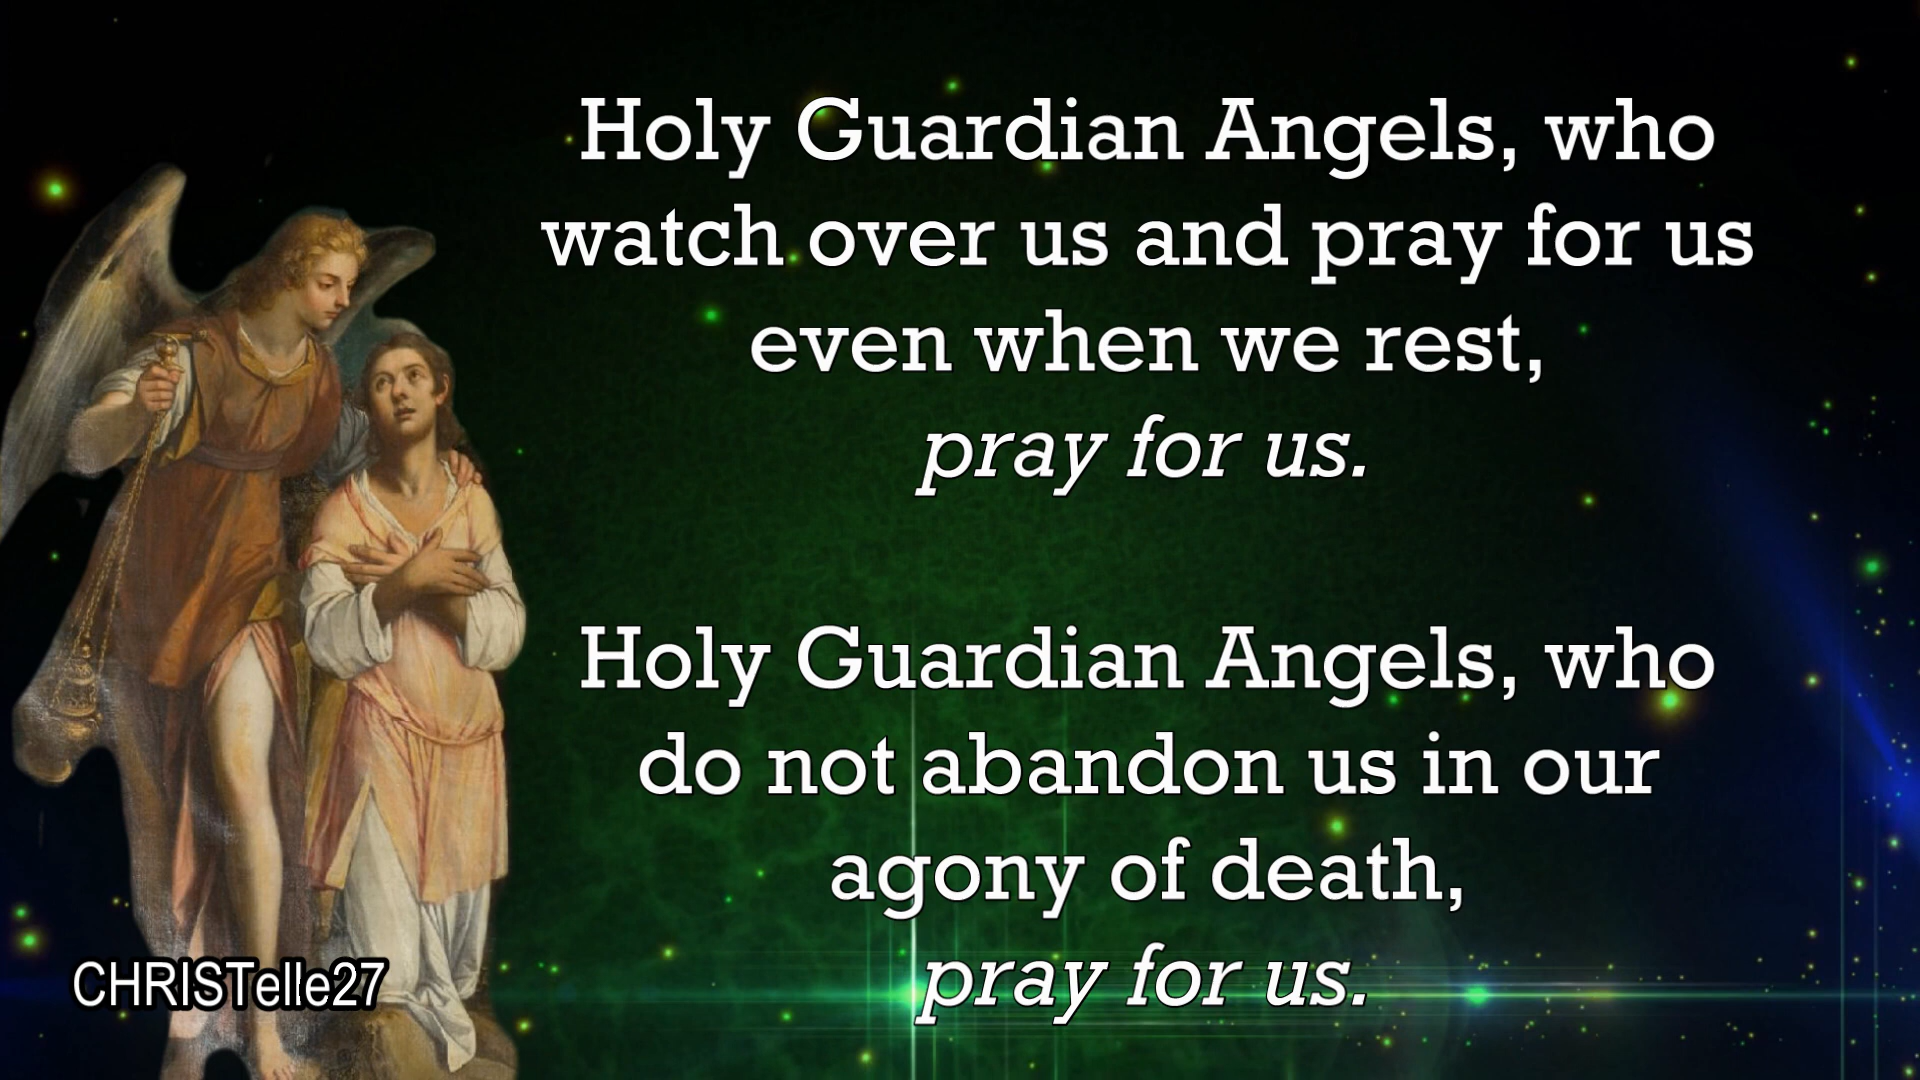 Holy Guardian Angels, who
watch over us and pray for us
even when we rest,
pray for us.
Holy Guardian Angels, who
do not abandon us in our
agony of death,
pray for us.
CHRISTelle27